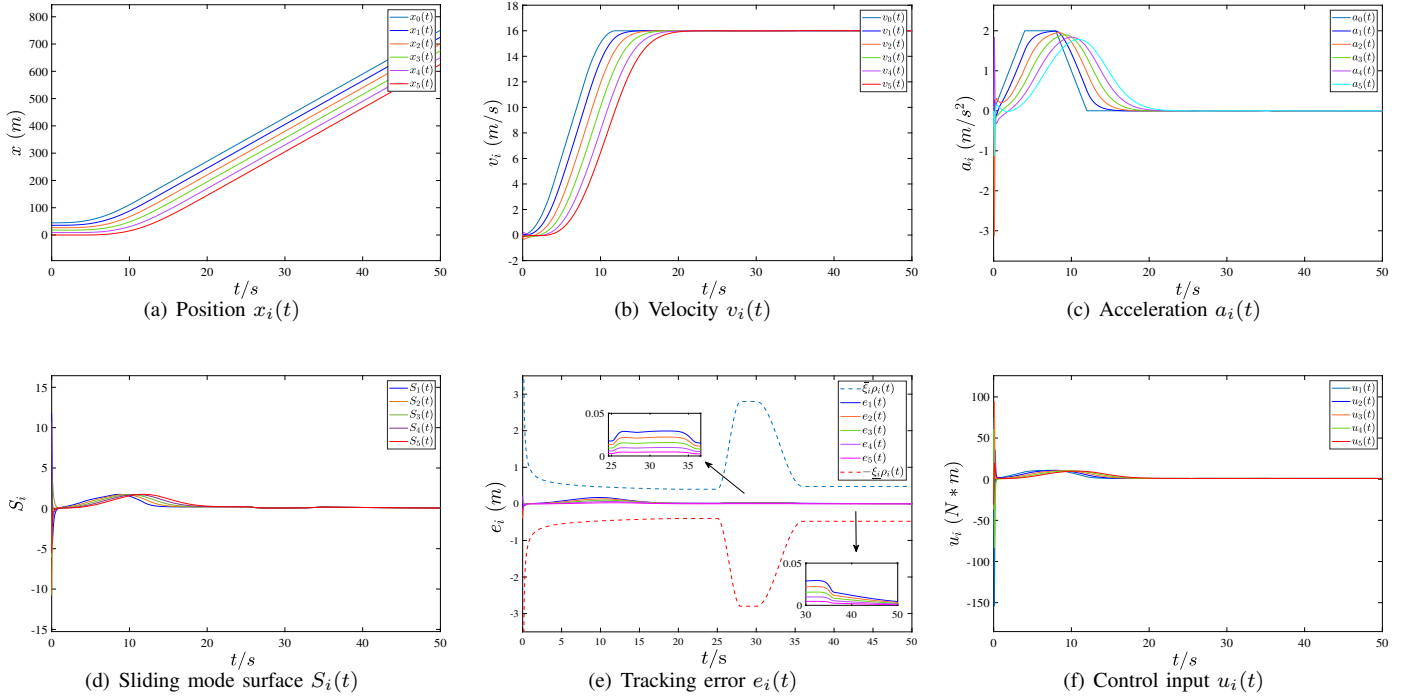 800
700
600
500
400
300
200
100
0
x (m)
0 10 20 30 40 50
t/s
x₀(t)
x₁(t)
x₂(t)
x₃(t)
x₄(t)
x₅(t)
(a) Position xᵢ(t)
18
16
14
12
10
8
6
4
2
0
-2
vᵢ (m/s)
0 10 20 30 40 50
t/s
v₀(t)
v₁(t)
v₂(t)
v₃(t)
v₄(t)
v₅(t)
(b) Velocity vᵢ(t)
2
1
0
-1
-2
-3
aᵢ (m/s²)
0 10 20 30 40 50
t/s
a₀(t)
a₁(t)
a₂(t)
a₃(t)
a₄(t)
a₅(t)
(c) Acceleration aᵢ(t)
15
10
5
0
-5
-10
-15
Sᵢ
0 10 20 30 40 50
t/s
S₁(t)
S₂(t)
S₃(t)
S₄(t)
S₅(t)
(d) Sliding mode surface Sᵢ(t)
3
2
1
0
-1
-2
-3
eᵢ (m)
0 5 10 15 20 25 30 35 40 45 50
t/s
ξ̄ᵢρᵢ(t)
e₁(t)
e₂(t)
e₃(t)
e₄(t)
e₅(t)
−ξ̲ᵢρᵢ(t)
0.05
0
25 30 35
0.05
0
30 40 50
(e) Tracking error eᵢ(t)
100
50
0
-50
-100
-150
uᵢ (N * m)
0 10 20 30 40 50
t/s
u₁(t)
u₂(t)
u₃(t)
u₄(t)
u₅(t)
(f) Control input uᵢ(t)